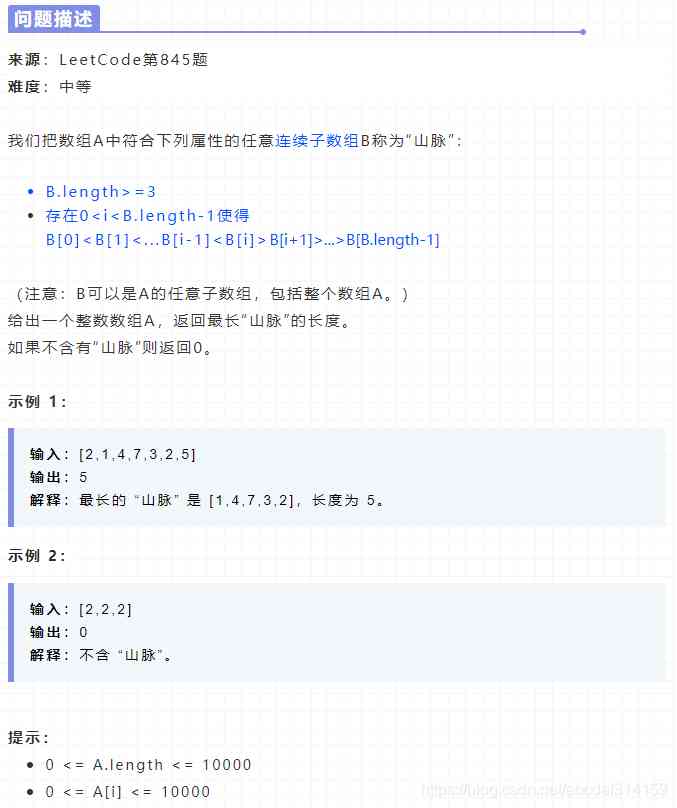 问题描述
来源：LeetCode第845题
难度：中等
我们把数组A中符合下列属性的任意连续子数组B称为“山脉”：
• B.length>=3
• 存在0<i<B.length-1使得
B[0]<B[1]<...B[i-1]<B[i]>B[i+1]>...>B[B.length-1]
（注意：B可以是A的任意子数组，包括整个数组A。）
给出一个整数数组A，返回最长“山脉”的长度。
如果不含有“山脉”则返回0。
示例 1：
输入：[2,1,4,7,3,2,5]
输出：5
解释：最长的 “山脉” 是 [1,4,7,3,2]，长度为 5。
示例 2：
输入：[2,2,2]
输出：0
解释：不含 “山脉”。
提示：
• 0 <= A.length <= 10000
• 0 <= A[i] <= 10000